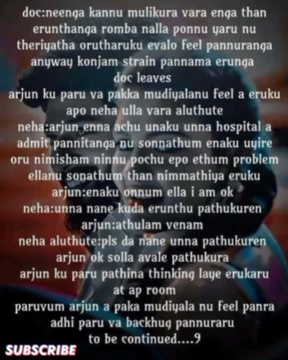 doc:neenga kannu mulikura vara enga than
erunthanga romba nalla ponnu yaru nu
theriyatha orutharuku evalo feel pannuranga
anyway konjam strain pannama erunga
doc leaves
arjun ku paru va pakka mudiyalanu feel a eruku
apo neha ulla vara aluthute
neha:arjun enna achu unaku unna hospital a
admit pannitanga nu sonnathum enaku uyire
oru nimisham ninnu pochu epo ethum problem
ellanu sonathum than nimmathiya eruku
arjun:enaku onnum ella i am ok
neha:unna nane kuda erunthu pathukuren
arjun:athulam venam
neha aluthute:pls da nane unna pathukuren
arjun ok solla avale pathukura
arjun ku paru pathina thinking laye erukaru
at ap room
paruvum arjun a paka mudiyala nu feel panra
adhi paru va backhug pannuraru
to be continued....9
SUBSCRIBE